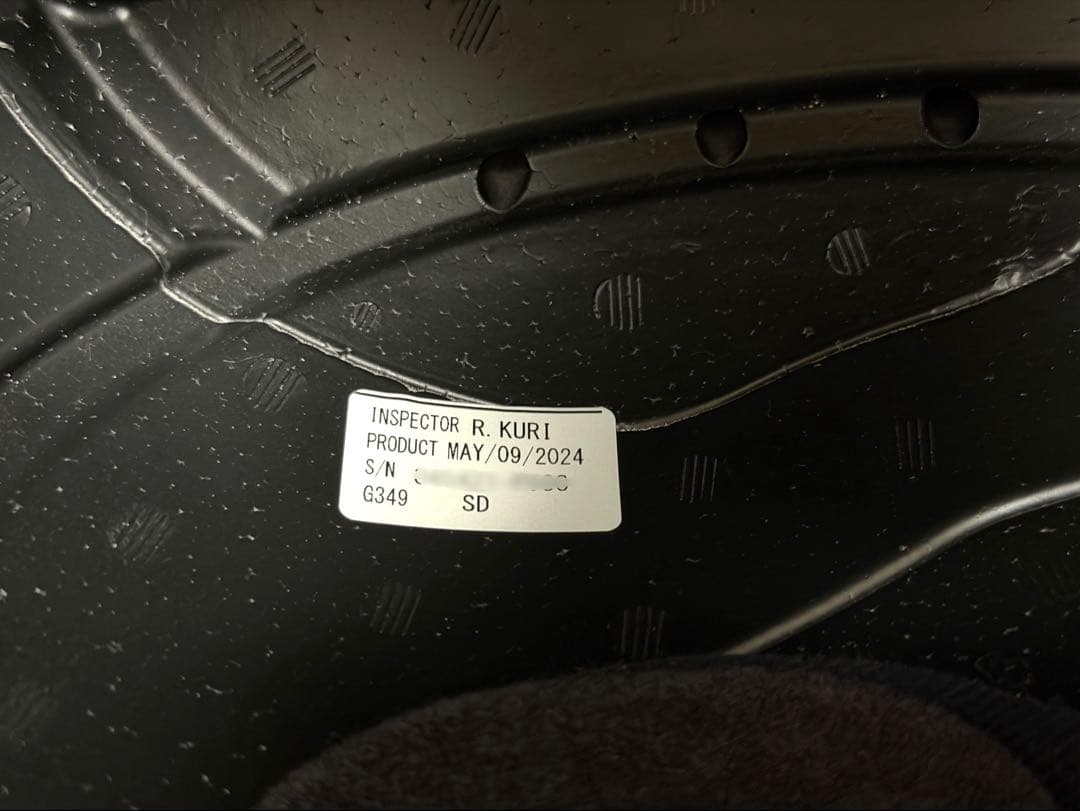 INSPECTOR R. KURI
PRODUCT MAY/09/2024
S/N
G349 SD